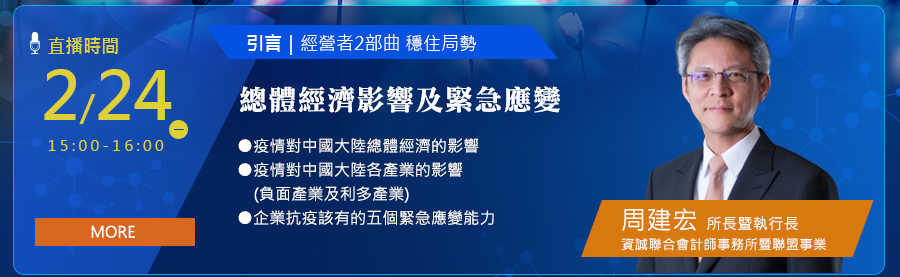 直播時間
2/24
一
15:00-16:00
MORE
引言 | 經營者2部曲 穩住局勢
總體經濟影響及緊急應變
●疫情對中國大陸總體經濟的影響
●疫情對中國大陸各產業的影響
(負面產業及利多產業)
●企業抗疫該有的五個緊急應變能力
周建宏 所長暨執行長
資誠聯合會計師事務所暨聯盟事業